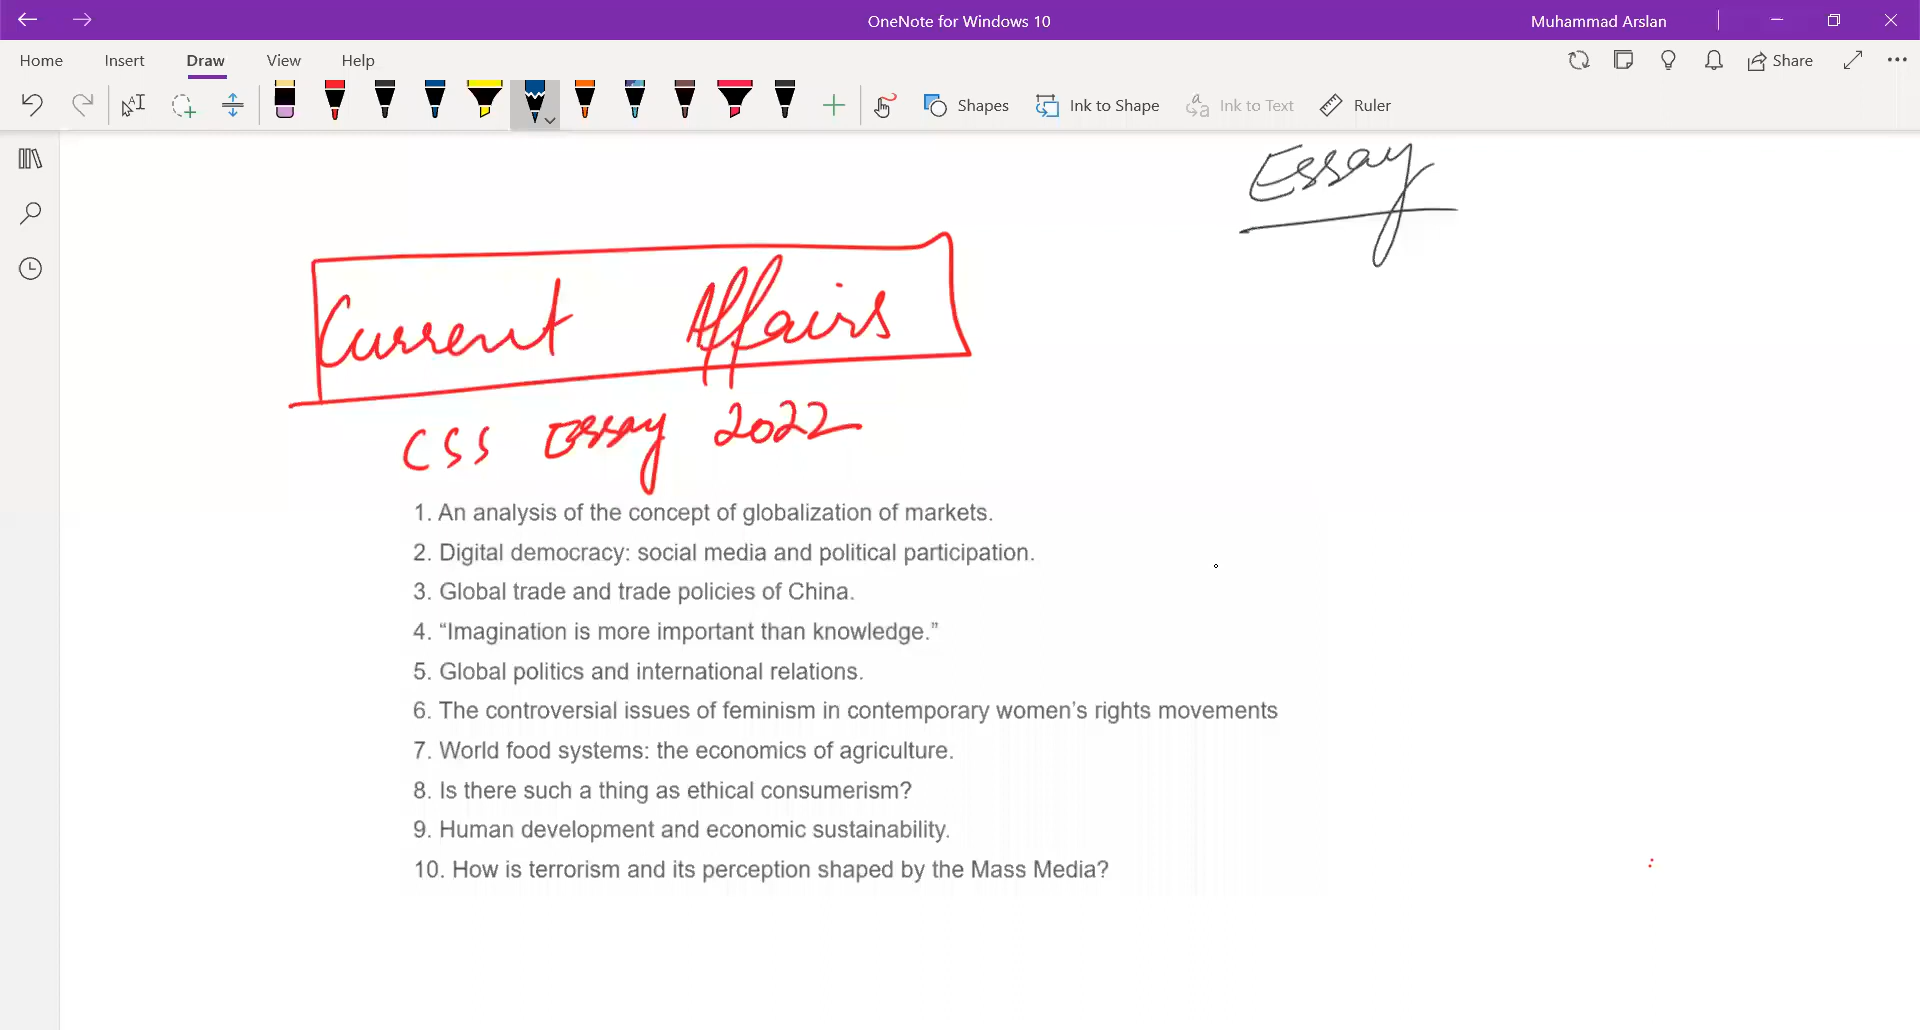 OneNote for Windows 10
Muhammad Arslan
Home Insert Draw View Help
Share
Shapes Ink to Shape Ink to Text Ruler
Essay
Current Affairs
CSS Essay 2022
1. An analysis of the concept of globalization of markets.
2. Digital democracy: social media and political participation.
3. Global trade and trade policies of China.
4. “Imagination is more important than knowledge.”
5. Global politics and international relations.
6. The controversial issues of feminism in contemporary women’s rights movements
7. World food systems: the economics of agriculture.
8. Is there such a thing as ethical consumerism?
9. Human development and economic sustainability.
10. How is terrorism and its perception shaped by the Mass Media?